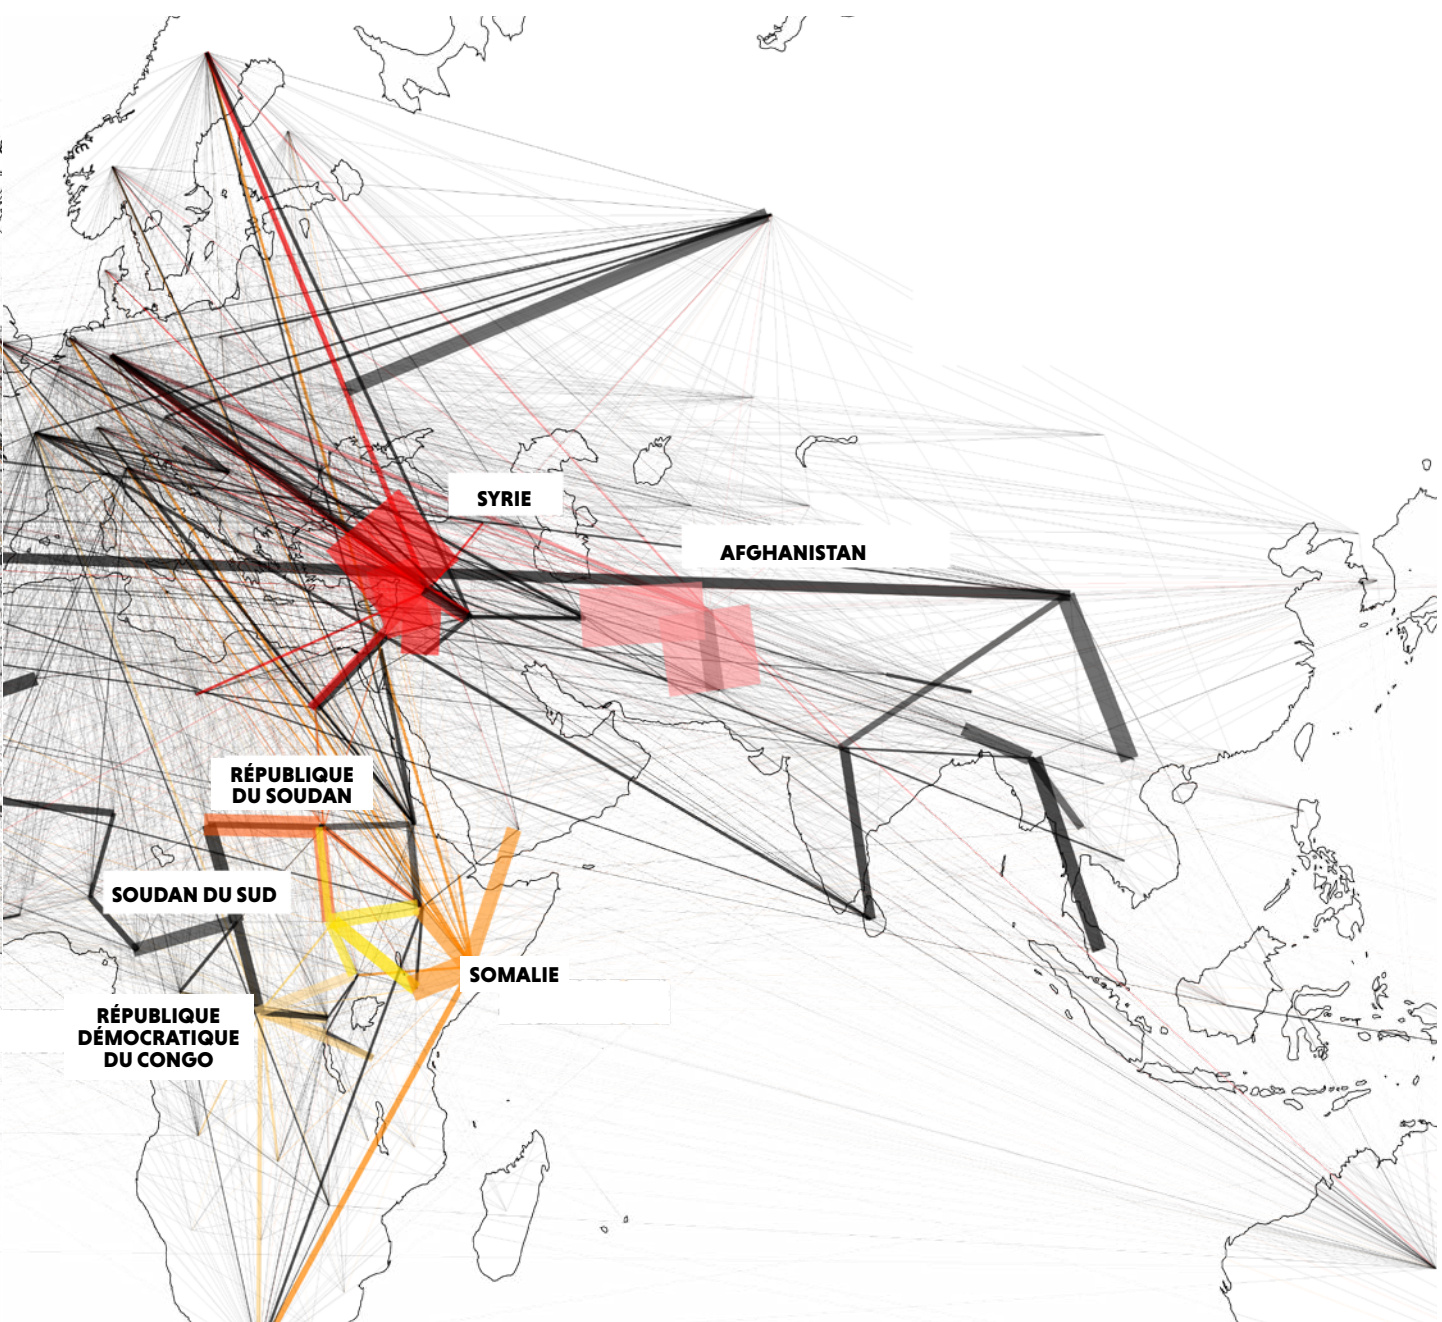 SYRIE
AFGHANISTAN
RÉPUBLIQUE
DU SOUDAN
SOUDAN DU SUD
SOMALIE
RÉPUBLIQUE
DÉMOCRATIQUE
DU CONGO